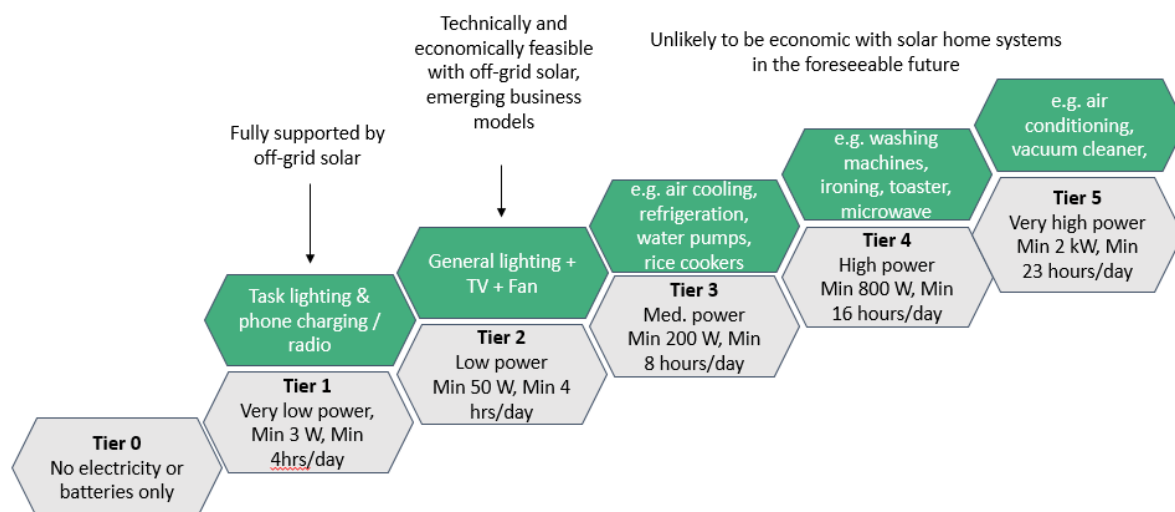 Technically and
economically feasible
with off-grid solar,
emerging business
models
Unlikely to be economic with solar home systems
in the foreseeable future
Fully supported by
off-grid solar
e.g. air
conditioning,
vacuum cleaner,
e.g. washing
machines,
ironing, toaster,
microwave
e.g. air cooling,
refrigeration,
water pumps,
rice cookers
General lighting +
TV + Fan
Task lighting &
phone charging /
radio
Tier 0
No electricity or
batteries only
Tier 1
Very low power,
Min 3 W, Min
4hrs/day
Tier 2
Low power
Min 50 W, Min 4
hrs/day
Tier 3
Med. power
Min 200 W, Min
8 hours/day
Tier 4
High power
Min 800 W, Min
16 hours/day
Tier 5
Very high power
Min 2 kW, Min
23 hours/day